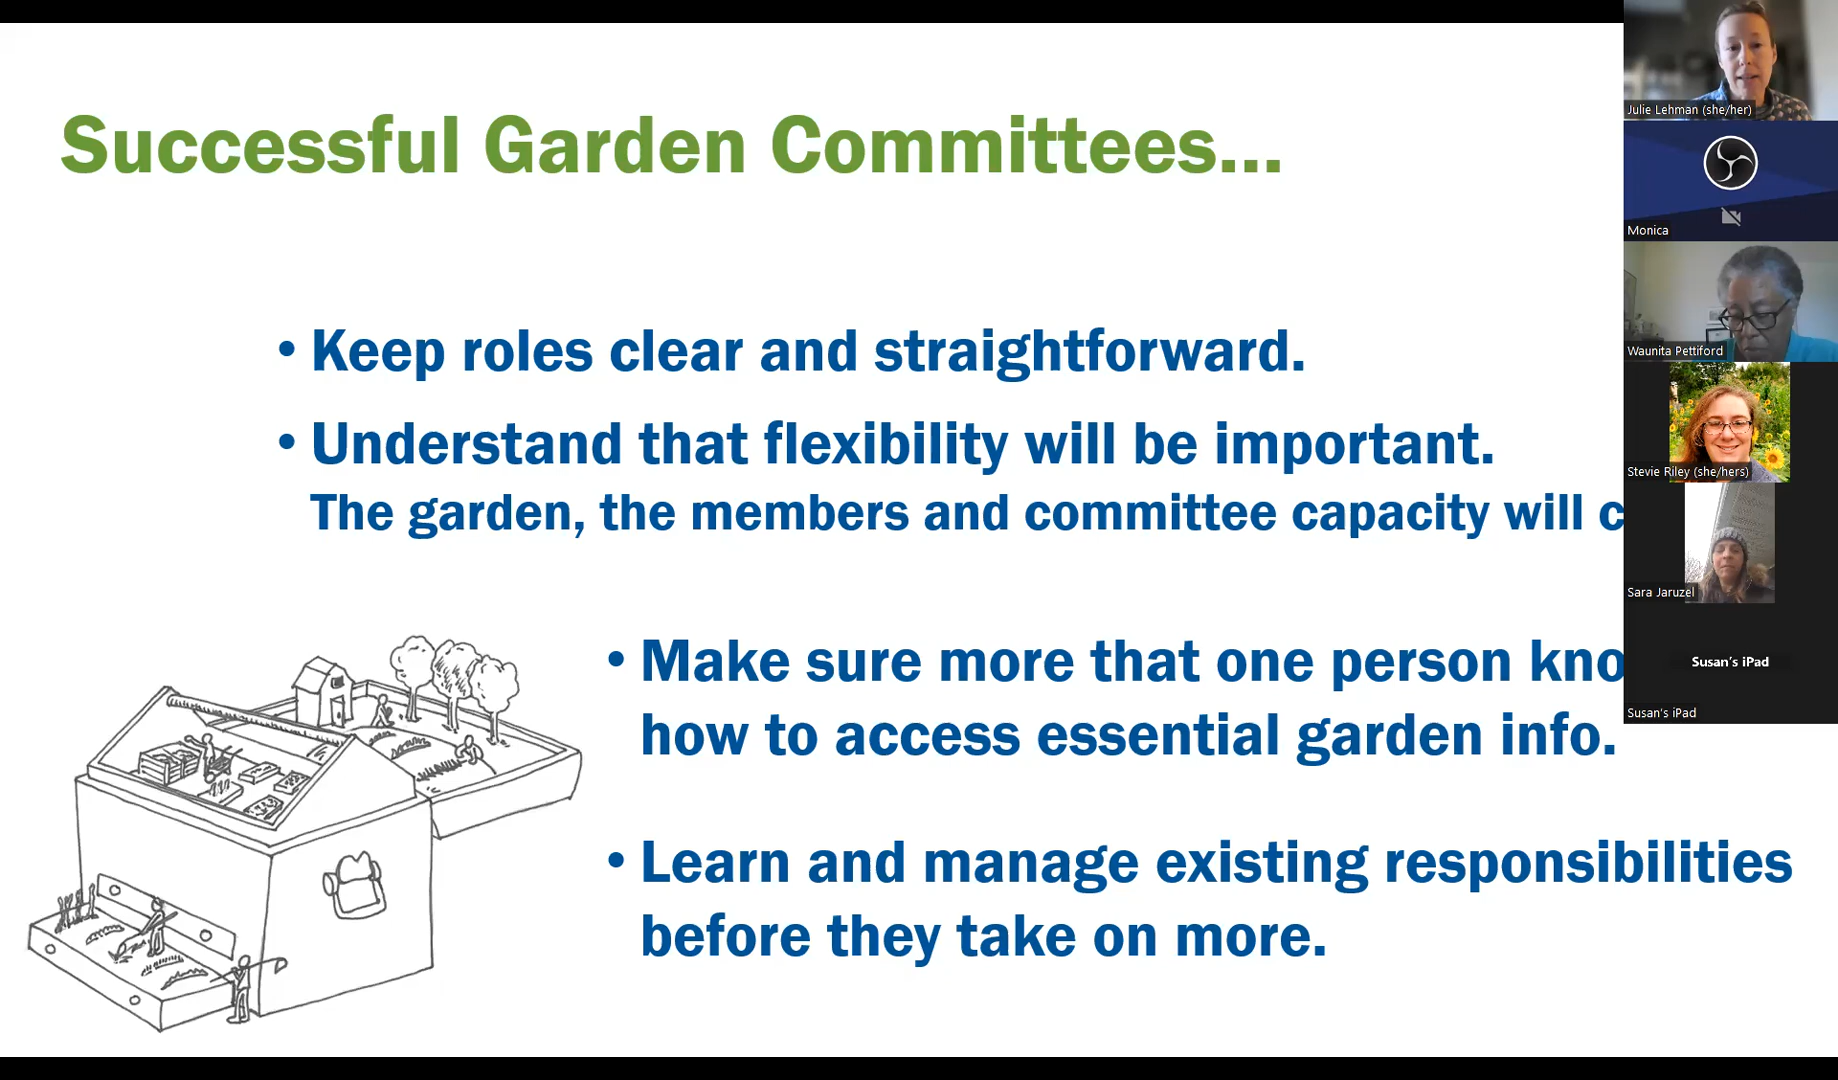 Successful Garden Committees...
• Keep roles clear and straightforward.
• Understand that flexibility will be important.
The garden, the members and committee capacity will
• Make sure more that one person
how to access essential garden info.
• Learn and manage existing responsibilities
before they take on more.
Julie Lehman (she/her)
Monica
Waunita Pettiford
Stevie Riley (she/hers)
Sara Jaruzel
Susan's iPad
Susan's iPad